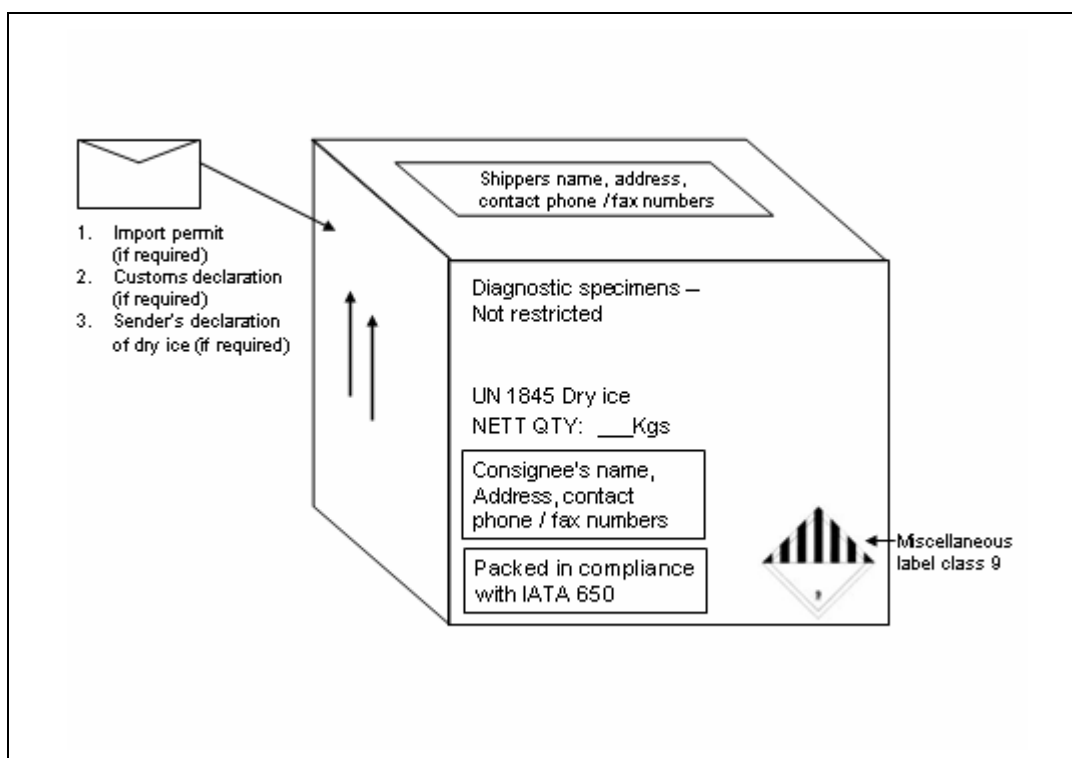 Shippers name, address,
contact phone / fax numbers
1. Import permit
(if required)
2. Customs declaration
(if required)
3. Sender's declaration
of dry ice (if required)
Diagnostic specimens –
Not restricted
UN 1845 Dry ice
NETT QTY: ___Kgs
Consignee's name,
Address, contact
phone / fax numbers
Packed in compliance
with IATA 650
Miscellaneous
label class 9
9